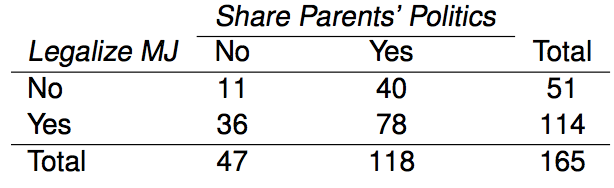 Share Parents' Politics
Legalize MJ No Yes Total
No 11 40 51
Yes 36 78 114
Total 47 118 165